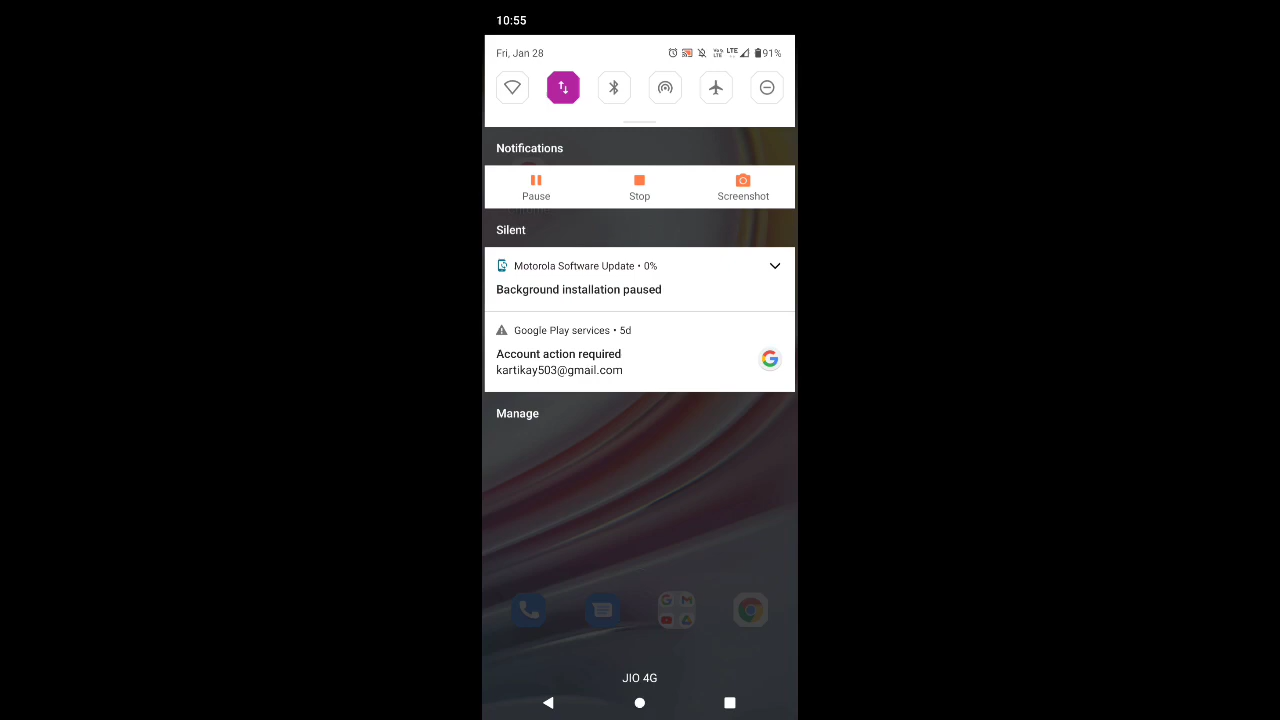 10:55
Fri, Jan 28
LTE 91%
Notifications
Pause Stop Screenshot
Silent
Motorola Software Update • 0%
Background installation paused
Google Play services • 5d
Account action required
kartikay503@gmail.com
Manage
JIO 4G